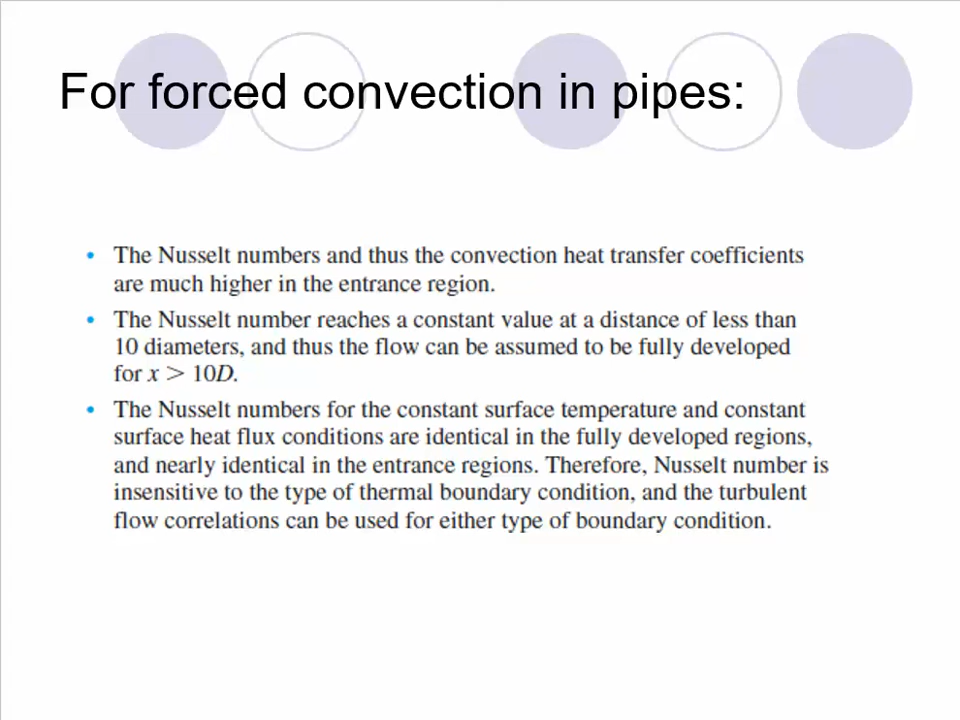 For forced convection in pipes:
• The Nusselt numbers and thus the convection heat transfer coefficients
are much higher in the entrance region.
• The Nusselt number reaches a constant value at a distance of less than
10 diameters, and thus the flow can be assumed to be fully developed
for x > 10D.
• The Nusselt numbers for the constant surface temperature and constant
surface heat flux conditions are identical in the fully developed regions,
and nearly identical in the entrance regions. Therefore, Nusselt number is
insensitive to the type of thermal boundary condition, and the turbulent
flow correlations can be used for either type of boundary condition.